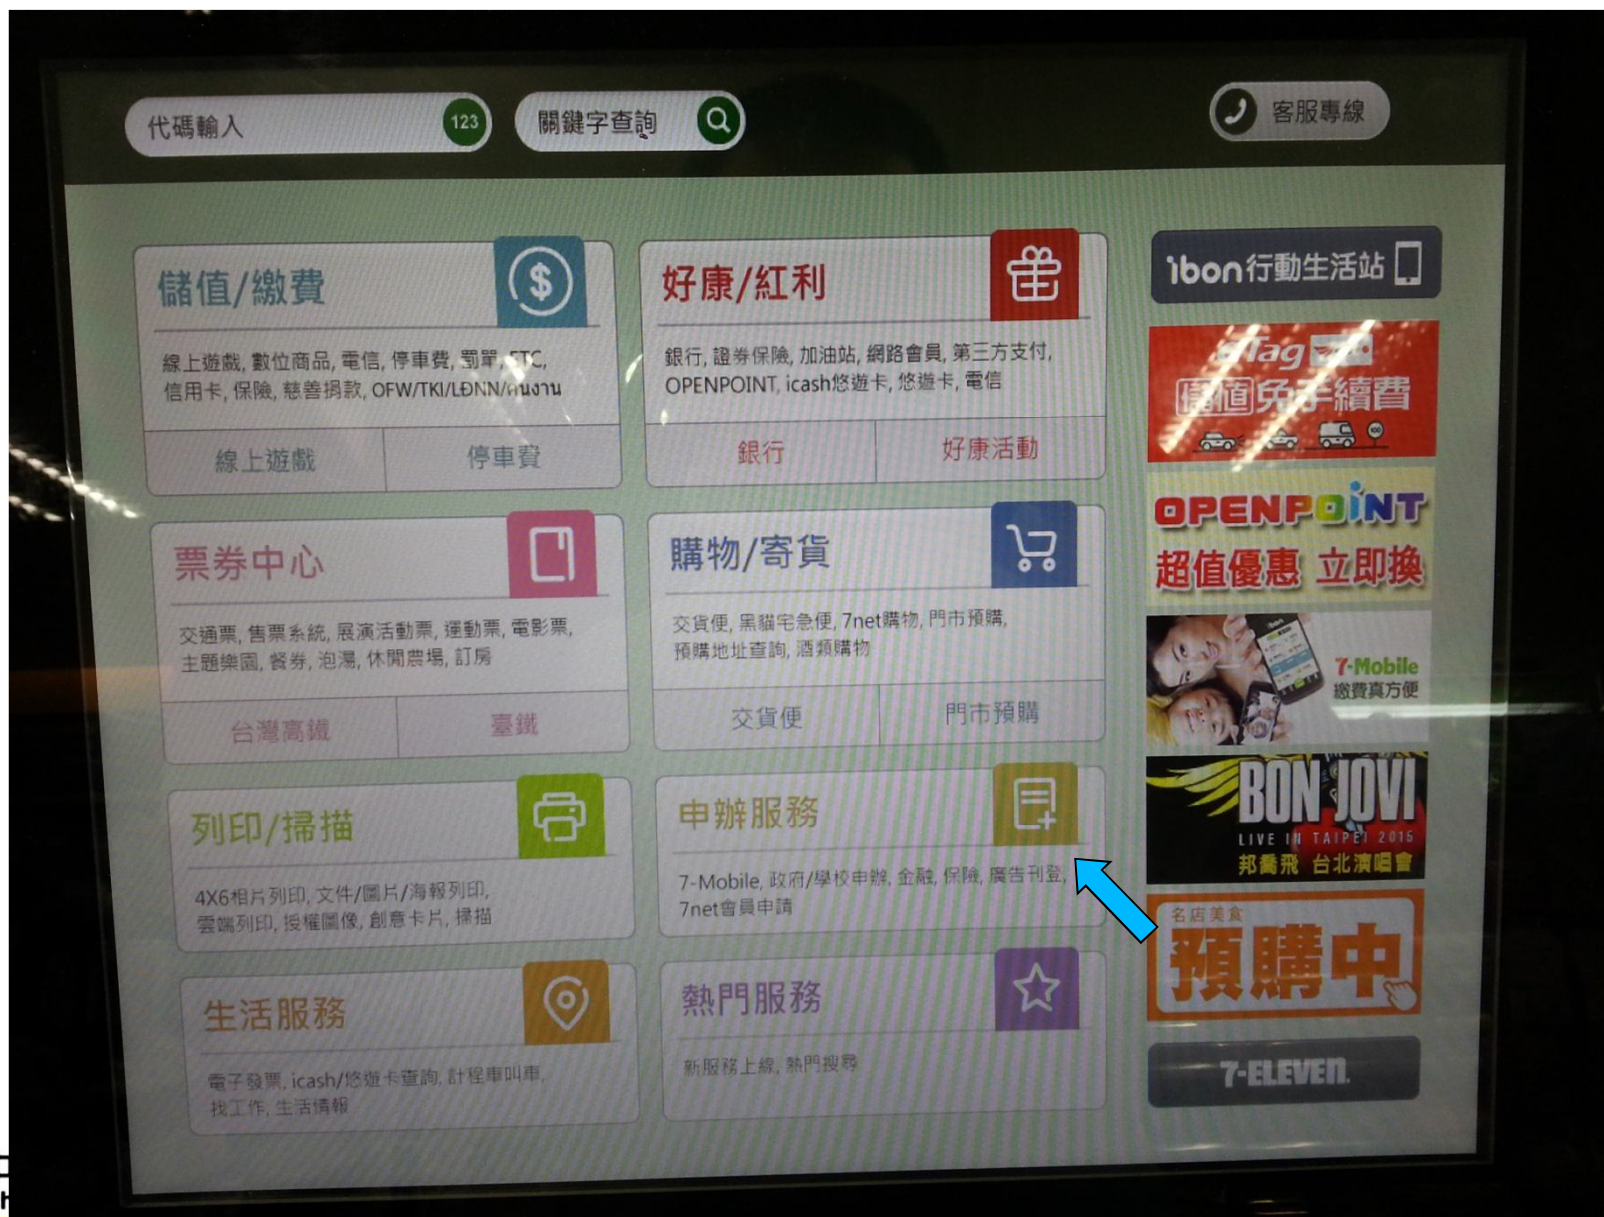 代碼輸入 123
關鍵字查詢
客服專線
儲值/繳費
線上遊戲, 數位商品, 電信, 停車費, 罰單, ETC,
信用卡, 保險, 慈善捐款, OFW/TKI/LĐNN/คนงาน
線上遊戲 停車費
好康/紅利
銀行, 證券保險, 加油站, 網路會員, 第三方支付,
OPENPOINT, icash悠遊卡, 悠遊卡, 電信
銀行 好康活動
票券中心
交通票, 售票系統, 展演活動票, 運動票, 電影票,
主題樂園, 餐券, 泡湯, 休閒農場, 訂房
台灣高鐵 臺鐵
購物/寄貨
交貨便, 黑貓宅急便, 7net購物, 門市預購,
預購地址查詢, 酒類購物
交貨便 門市預購
列印/掃描
4X6相片列印, 文件/圖片/海報列印,
雲端列印, 授權圖像, 創意卡片, 掃描
申辦服務
7-Mobile, 政府/學校申辦, 金融, 保險, 廣告刊登,
7net會員申請
生活服務
電子發票, icash/悠遊卡查詢, 計程車叫車,
找工作, 生活情報
熱門服務
新服務上線, 熱門搜尋
ibon行動生活站
eTag
儲值免手續費
OPENPOINT
超值優惠 立即換
7-Mobile
繳費真方便
BON JOVI
LIVE IN TAIPEI 2015
邦喬飛 台北演唱會
名店美食
預購中
7-ELEVEn.